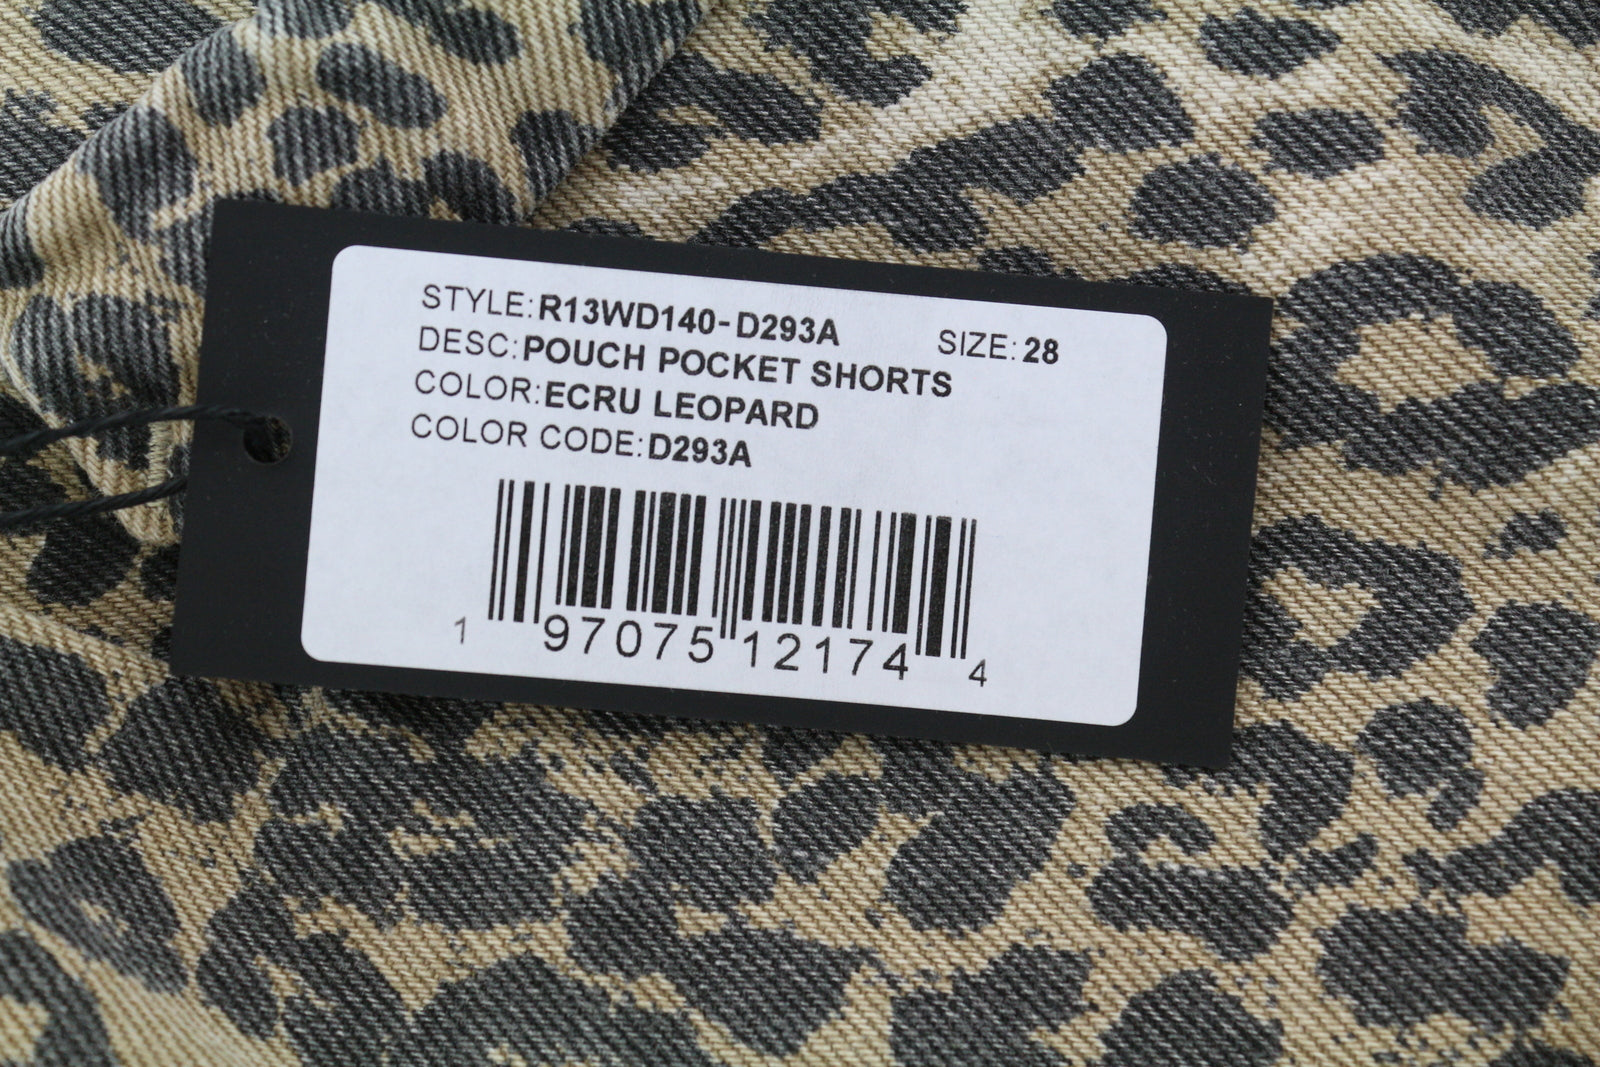 STYLE: R13WD140-D293A SIZE: 28
DESC: POUCH POCKET SHORTS
COLOR: ECRU LEOPARD
COLOR CODE: D293A
1 97075 12174 4